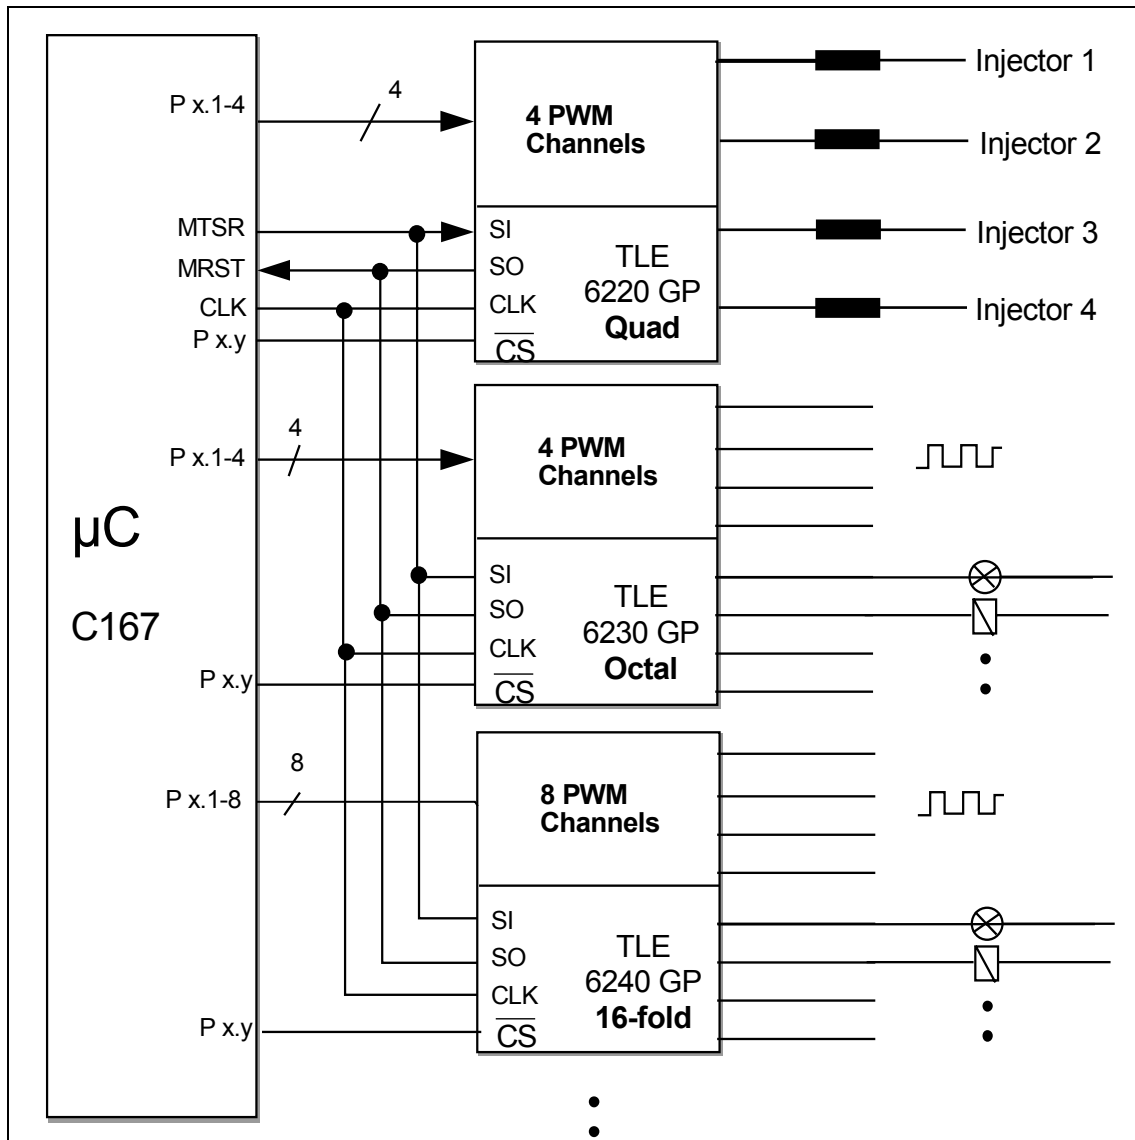 µC
C167
P x.1-4
4
4 PWM
Channels
Injector 1
Injector 2
MTSR
MRST
CLK
P x.y
SI
SO
CLK
CS
TLE
6220 GP
Quad
Injector 3
Injector 4
P x.1-4
4
4 PWM
Channels
P x.y
SI
SO
CLK
CS
TLE
6230 GP
Octal
P x.1-8
8
8 PWM
Channels
P x.y
SI
SO
CLK
CS
TLE
6240 GP
16-fold